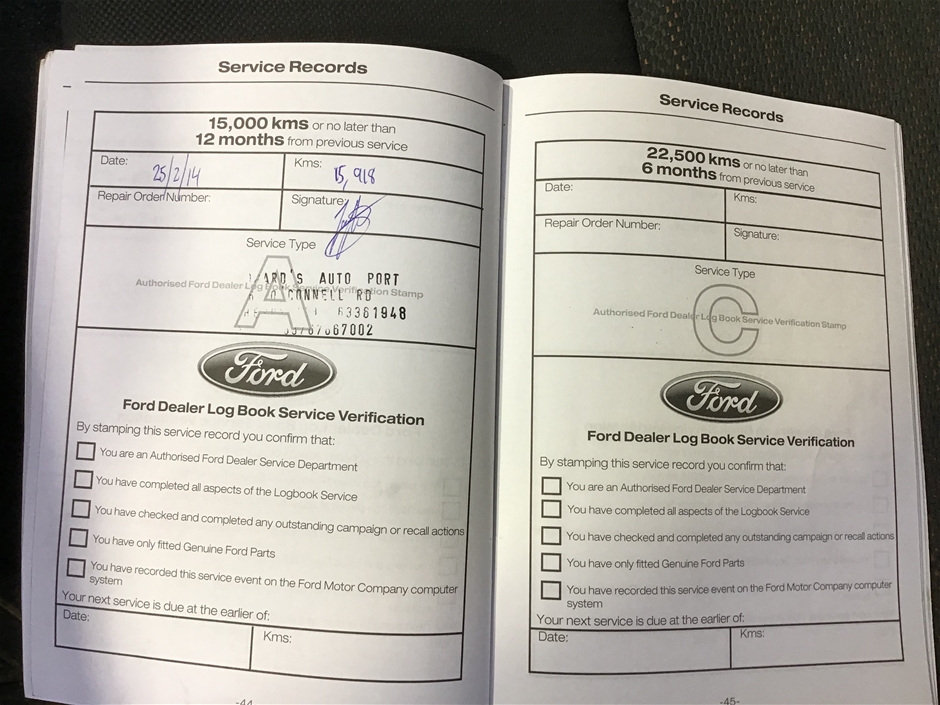 Service Records
15,000 kms or no later than
12 months from previous service
Date: 25/2/14
Kms: 15,918
Repair Order Number:
Signature:
Service Type
A
Authorised Ford Dealer Log Book Service Verification Stamp
AUTO PORT
CONNELL RD
63361948
67002
Ford
Ford Dealer Log Book Service Verification
By stamping this service record you confirm that:
You are an Authorised Ford Dealer Service Department
You have completed all aspects of the Logbook Service
You have checked and completed any outstanding campaign or recall actions
You have only fitted Genuine Ford Parts
You have recorded this service event on the Ford Motor Company computer
system
Your next service is due at the earlier of:
Date:
Kms:
-44
Service Records
22,500 kms or no later than
6 months from previous service
Date:
Kms:
Repair Order Number:
Signature:
Service Type
C
Authorised Ford Dealer Log Book Service Verification Stamp
Ford
Ford Dealer Log Book Service Verification
By stamping this service record you confirm that:
You are an Authorised Ford Dealer Service Department
You have completed all aspects of the Logbook Service
You have checked and completed any outstanding campaign or recall actions
You have only fitted Genuine Ford Parts
You have recorded this service event on the Ford Motor Company computer
system
Your next service is due at the earlier of:
Date:
Kms:
-45-